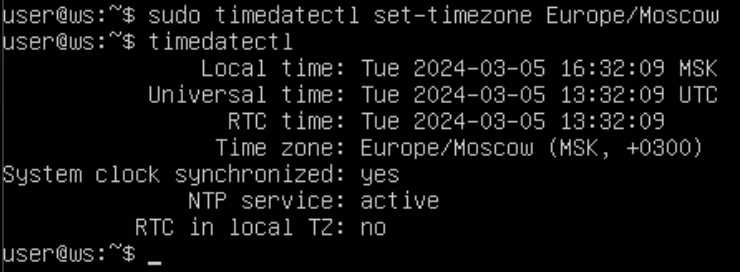 user@ws:~$ sudo timedatectl set-timezone Europe/Moscow
user@ws:~$ timedatectl
               Local time: Tue 2024-03-05 16:32:09 MSK
           Universal time: Tue 2024-03-05 13:32:09 UTC
                 RTC time: Tue 2024-03-05 13:32:09
                Time zone: Europe/Moscow (MSK, +0300)
System clock synchronized: yes
              NTP service: active
          RTC in local TZ: no
user@ws:~$ _